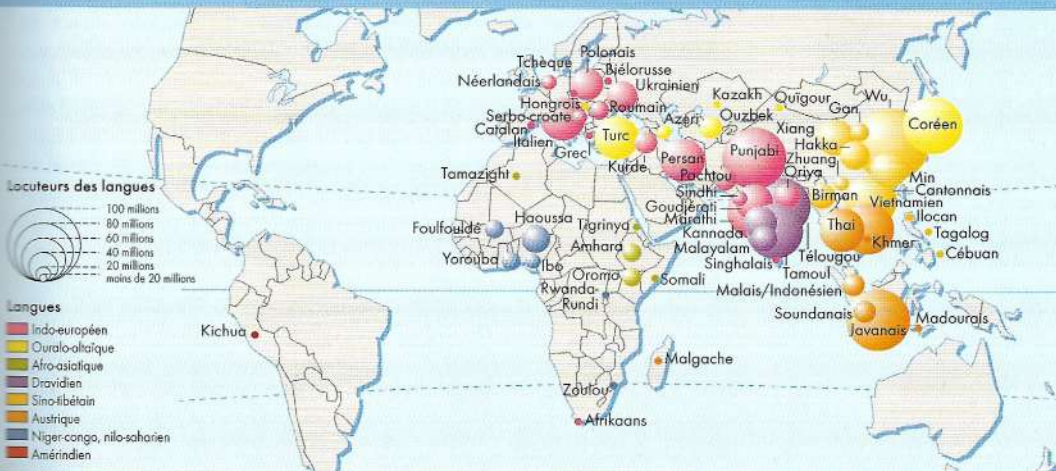 Polonais
Tchèque
Biélorusse
Néerlandais
Ukrainien
Hongrois
Roumain
Serbo-croate
Catalan
Italien
Grec
Turc
Kurde
Azéri
Kazakh
Ouzbek
Quïgour
Gan
Wu
Xiang
Hakka
Zhuang
Coréen
Persan
Pachtou
Punjabi
Oriya
Birman
Min
Cantonnais
Vietnamien
Sindhi
Goudjérati
Marathi
Kannada
Malayalam
Singhalais
Télougou
Tamoul
Thaï
Khmer
Ilocan
Tagalog
Cébuan
Malais/Indonésien
Soundanais
Javanais
Madourais
Tamazight
Foulfouldé
Haoussa
Yorouba
Ibo
Tigrinya
Amhara
Oromo
Somali
Rwanda-
Rundi
Malgache
Zoulou
Afrikaans
Kichua
Locuteurs des langues
100 millions
80 millions
60 millions
40 millions
20 millions
moins de 20 millions
Langues
Indo-européen
Ouralo-altaïque
Afro-asiatique
Dravidien
Sino-tibétain
Austrique
Niger-congo, nilo-saharien
Amérindien